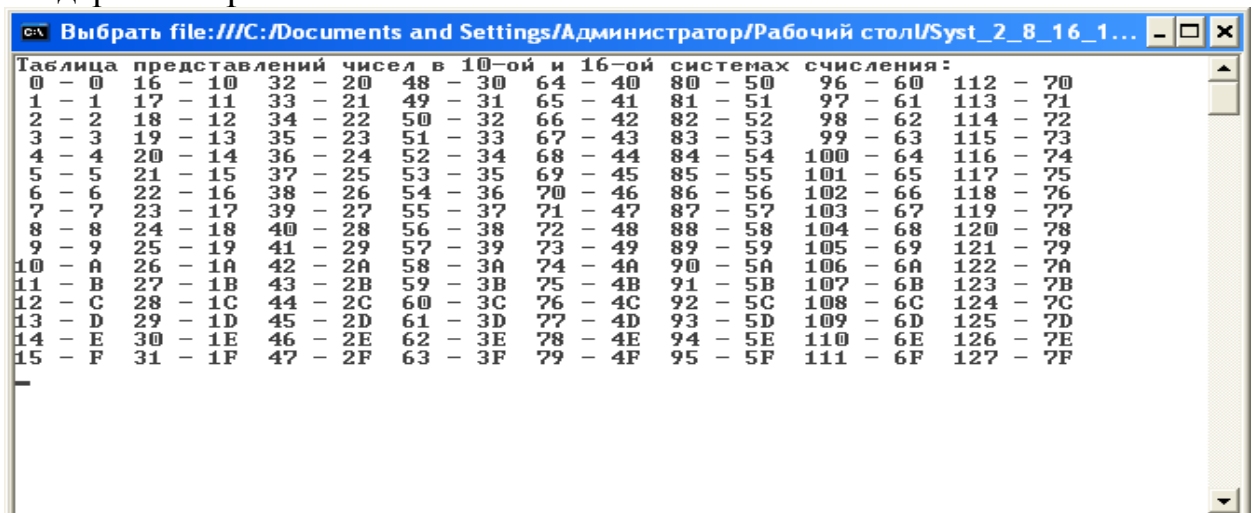 Выбрать file:///C:/Documents and Settings/Администратор/Рабочий столl/Syst_2_8_16_1...
Таблица представлений чисел в 10-ой и 16-ой системах счисления:
0 - 0 16 - 10 32 - 20 48 - 30 64 - 40 80 - 50 96 - 60 112 - 70
1 - 1 17 - 11 33 - 21 49 - 31 65 - 41 81 - 51 97 - 61 113 - 71
2 - 2 18 - 12 34 - 22 50 - 32 66 - 42 82 - 52 98 - 62 114 - 72
3 - 3 19 - 13 35 - 23 51 - 33 67 - 43 83 - 53 99 - 63 115 - 73
4 - 4 20 - 14 36 - 24 52 - 34 68 - 44 84 - 54 100 - 64 116 - 74
5 - 5 21 - 15 37 - 25 53 - 35 69 - 45 85 - 55 101 - 65 117 - 75
6 - 6 22 - 16 38 - 26 54 - 36 70 - 46 86 - 56 102 - 66 118 - 76
7 - 7 23 - 17 39 - 27 55 - 37 71 - 47 87 - 57 103 - 67 119 - 77
8 - 8 24 - 18 40 - 28 56 - 38 72 - 48 88 - 58 104 - 68 120 - 78
9 - 9 25 - 19 41 - 29 57 - 39 73 - 49 89 - 59 105 - 69 121 - 79
10 - A 26 - 1A 42 - 2A 58 - 3A 74 - 4A 90 - 5A 106 - 6A 122 - 7A
11 - B 27 - 1B 43 - 2B 59 - 3B 75 - 4B 91 - 5B 107 - 6B 123 - 7B
12 - C 28 - 1C 44 - 2C 60 - 3C 76 - 4C 92 - 5C 108 - 6C 124 - 7C
13 - D 29 - 1D 45 - 2D 61 - 3D 77 - 4D 93 - 5D 109 - 6D 125 - 7D
14 - E 30 - 1E 46 - 2E 62 - 3E 78 - 4E 94 - 5E 110 - 6E 126 - 7E
15 - F 31 - 1F 47 - 2F 63 - 3F 79 - 4F 95 - 5F 111 - 6F 127 - 7F